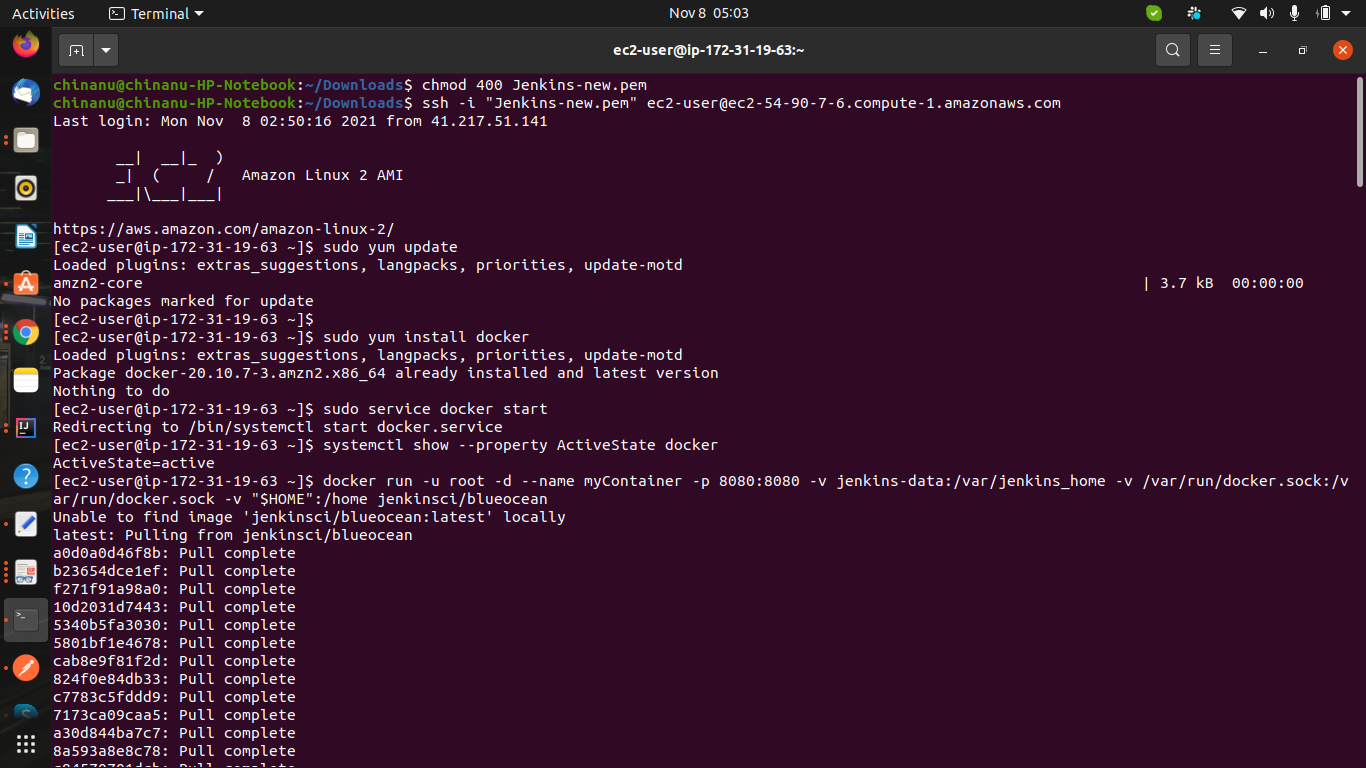 Activities
Terminal
Nov 8 05:03
ec2-user@ip-172-31-19-63:~
chinanu@chinanu-HP-Notebook:~/Downloads$ chmod 400 Jenkins-new.pem
chinanu@chinanu-HP-Notebook:~/Downloads$ ssh -i "Jenkins-new.pem" ec2-user@ec2-54-90-7-6.compute-1.amazonaws.com
Last login: Mon Nov  8 02:50:16 2021 from 41.217.51.141
       __|  __|_  )
       _|  (     /   Amazon Linux 2 AMI
      ___|\___|___|
https://aws.amazon.com/amazon-linux-2/
[ec2-user@ip-172-31-19-63 ~]$ sudo yum update
Loaded plugins: extras_suggestions, langpacks, priorities, update-motd
amzn2-core | 3.7 kB  00:00:00
No packages marked for update
[ec2-user@ip-172-31-19-63 ~]$
[ec2-user@ip-172-31-19-63 ~]$ sudo yum install docker
Loaded plugins: extras_suggestions, langpacks, priorities, update-motd
Package docker-20.10.7-3.amzn2.x86_64 already installed and latest version
Nothing to do
[ec2-user@ip-172-31-19-63 ~]$ sudo service docker start
Redirecting to /bin/systemctl start docker.service
[ec2-user@ip-172-31-19-63 ~]$ systemctl show --property ActiveState docker
ActiveState=active
[ec2-user@ip-172-31-19-63 ~]$ docker run -u root -d --name myContainer -p 8080:8080 -v jenkins-data:/var/jenkins_home -v /var/run/docker.sock:/v
ar/run/docker.sock -v "$HOME":/home jenkinsci/blueocean
Unable to find image 'jenkinsci/blueocean:latest' locally
latest: Pulling from jenkinsci/blueocean
a0d0a0d46f8b: Pull complete
b23654dce1ef: Pull complete
f271f91a98a0: Pull complete
10d2031d7443: Pull complete
5340b5fa3030: Pull complete
5801bf1e4678: Pull complete
cab8e9f81f2d: Pull complete
824f0e84db33: Pull complete
c7783c5fddd9: Pull complete
7173ca09caa5: Pull complete
a30d844ba7c7: Pull complete
8a593a8e8c78: Pull complete
Pull complete